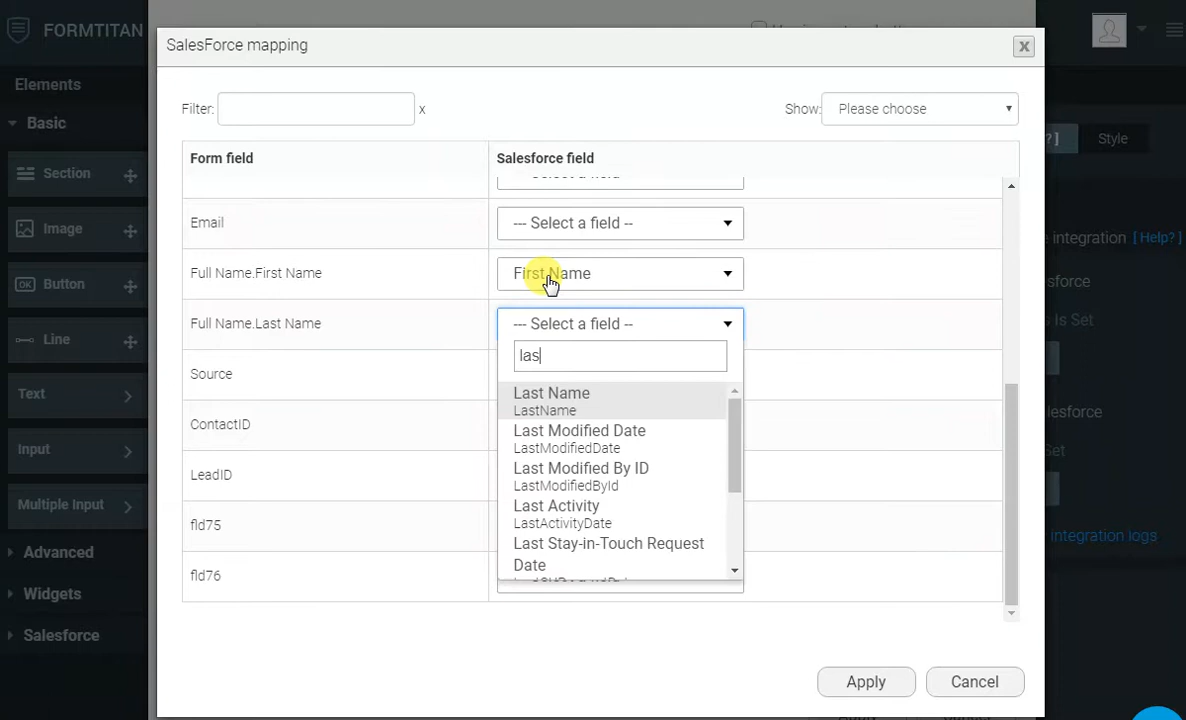 FORMTITAN
SalesForce mapping
X
Elements
Filter:
x
Show:
Please choose
Basic
?]
Style
Form field
Salesforce field
Section
Image
Email
--- Select a field --
e integration [ Help? ]
Button
OK
Full Name.First Name
First Name
sforce
Line
Full Name.Last Name
--- Select a field --
s Is Set
las
Text
Source
Last Name
LastName
ContactID
Last Modified Date
LastModifiedDate
lesforce
Input
LeadID
Last Modified By ID
LastModifiedById
Set
Multiple Input
fld75
Last Activity
LastActivityDate
integration logs
Advanced
fld76
Last Stay-in-Touch Request
Date
Widgets
Salesforce
Apply
Cancel